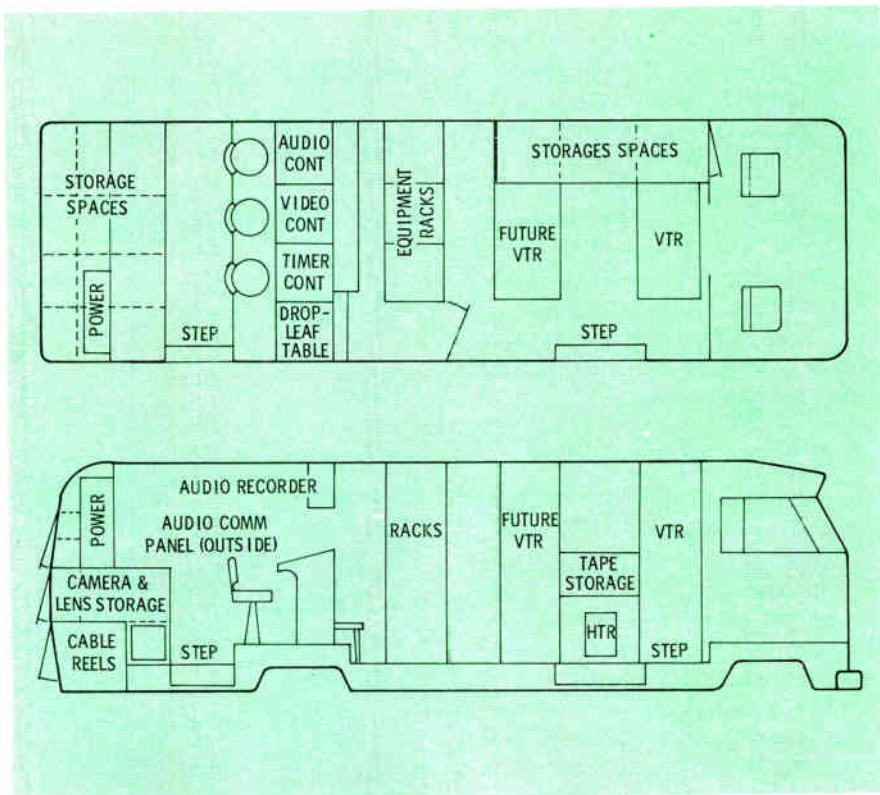 STORAGE
SPACES
POWER
STEP
AUDIO
CONT
VIDEO
CONT
TIMER
CONT
DROP-
LEAF
TABLE
EQUIPMENT
RACKS
STORAGES SPACES
FUTURE
VTR
VTR
STEP
POWER
AUDIO RECORDER
AUDIO COMM
PANEL (OUTSIDE)
CAMERA &
LENS STORAGE
CABLE
REELS
STEP
RACKS
FUTURE
VTR
TAPE
STORAGE
HTR
VTR
STEP